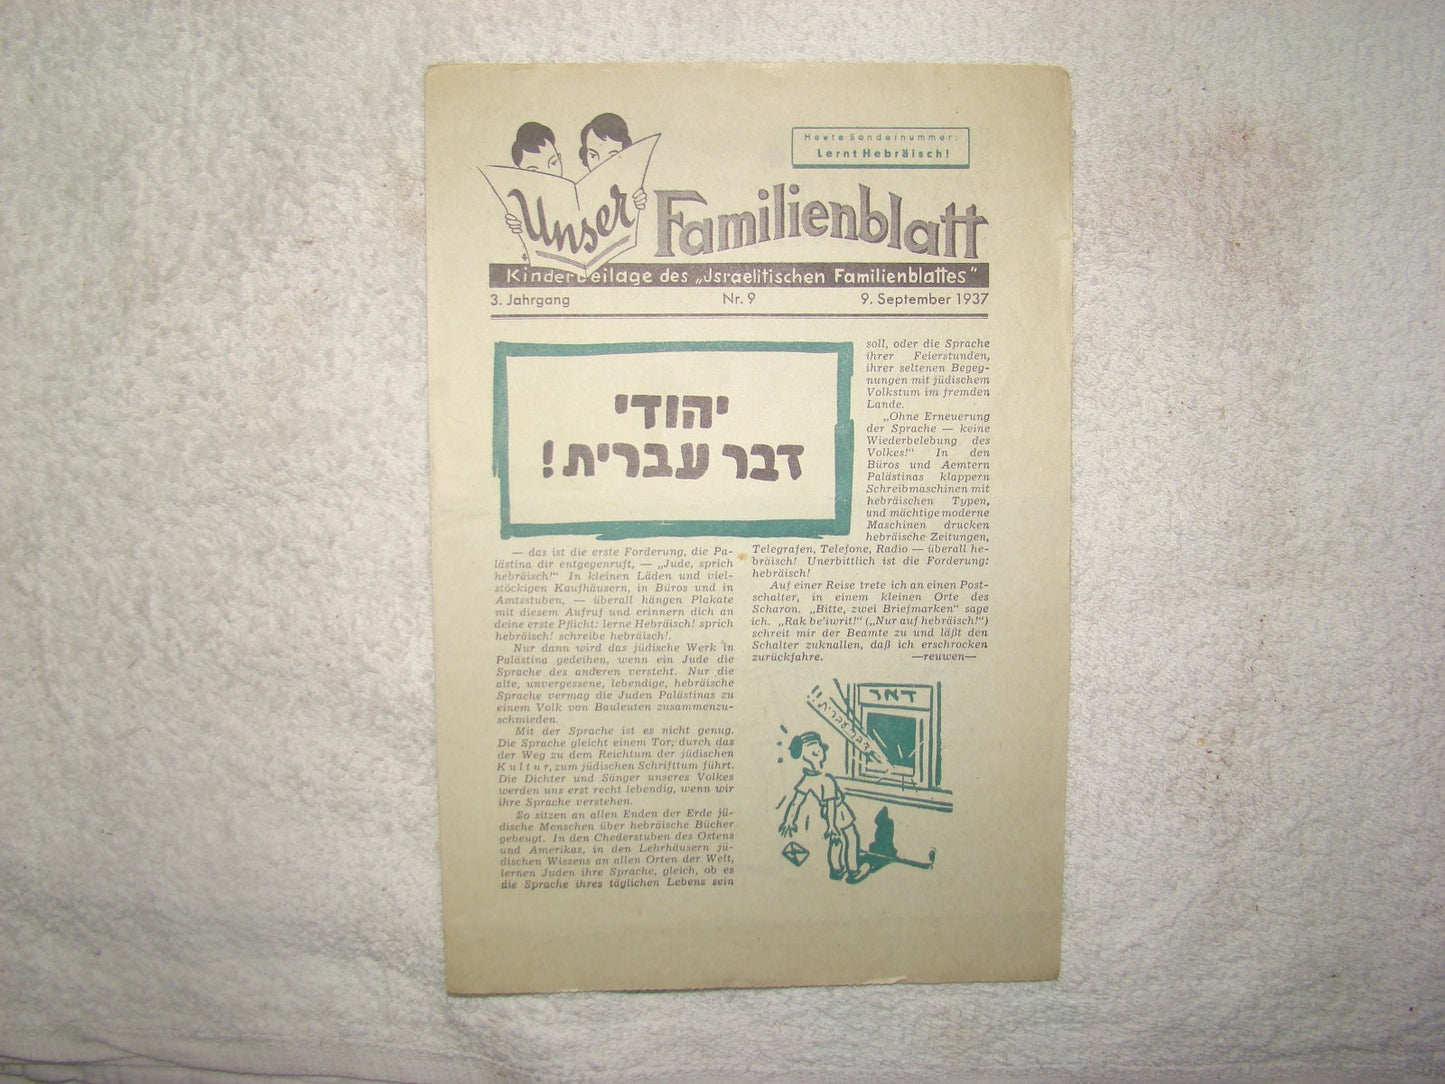 Heute Sondernummer:
Lernt Hebräisch!
Unser Familienblatt
Kinderbeilage des „Israelitischen Familienblattes"
3. Jahrgang Nr. 9 9. September 1937
יהודי
דבר עברית!
— das ist die erste Forderung, die Pa-
lästina dir entgegenruft, — „Jude, sprich
hebräisch!" In kleinen Läden und viel-
stöckigen Kaufhäusern, in Büros und in
Amtsstuben, — überall hängen Plakate
mit diesem Aufruf und erinnern dich an
deine erste Pflicht: lerne Hebräisch! sprich
hebräisch! schreibe hebräisch!.
Nur dann wird das jüdische Werk in
Palästina gedeihen, wenn ein Jude die
Sprache des anderen versteht. Nur die
alte, unvergessene, lebendige, hebräische
Sprache vermag die Juden Palästinas zu
einem Volk von Bauleuten zusammenzu-
schmieden.
Mit der Sprache ist es nicht genug.
Die Sprache gleicht einem Tor, durch das
der Weg zu dem Reichtum der jüdischen
Kultur, zum jüdischen Schrifttum führt.
Die Dichter und Sänger unseres Volkes
werden uns erst recht lebendig, wenn wir
ihre Sprache verstehen.
So sitzen an allen Enden der Erde jü-
dische Menschen über hebräische Bücher
gebeugt. In den Chederstuben des Ostens
und Amerikas, in den Lehrhäusern jü-
dischen Wissens an allen Orten der Welt,
lernen Juden ihre Sprache, gleich, ob es
die Sprache ihres täglichen Lebens sein
soll, oder die Sprache
ihrer Feierstunden,
ihrer seltenen Begeg-
nungen mit jüdischem
Volkstum im fremden
Lande.
„Ohne Erneuerung
der Sprache — keine
Wiederbelebung des
Volkes!" In den
Büros und Aemtern
Palästinas klappern
Schreibmaschinen mit
hebräischen Typen,
und mächtige moderne
Maschinen drucken
hebräische Zeitungen,
Telegrafen, Telefone, Radio — überall he-
bräisch! Unerbittlich ist die Forderung:
hebräisch!
Auf einer Reise trete ich an einen Post-
schalter, in einem kleinen Orte des
Scharon. „Bitte, zwei Briefmarken" sage
ich. „Rak be'iwrit!" („Nur auf hebräisch!")
schreit mir der Beamte zu und läßt den
Schalter zuknallen, daß ich erschrocken
zurückfahre. —reuwen—
דאר
דבר עברית!!